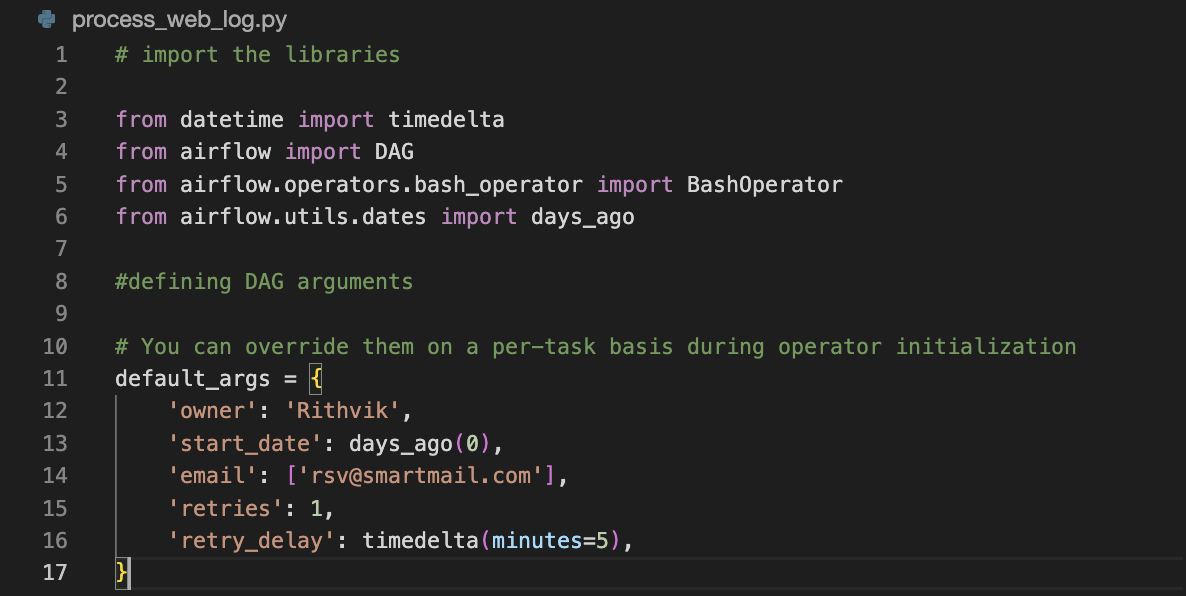 process_web_log.py
1 # import the libraries
2
3 from datetime import timedelta
4 from airflow import DAG
5 from airflow.operators.bash_operator import BashOperator
6 from airflow.utils.dates import days_ago
7
8 #defining DAG arguments
9
10 # You can override them on a per-task basis during operator initialization
11 default_args = {
12     'owner': 'Rithvik',
13     'start_date': days_ago(0),
14     'email': ['rsv@smartmail.com'],
15     'retries': 1,
16     'retry_delay': timedelta(minutes=5),
17 }